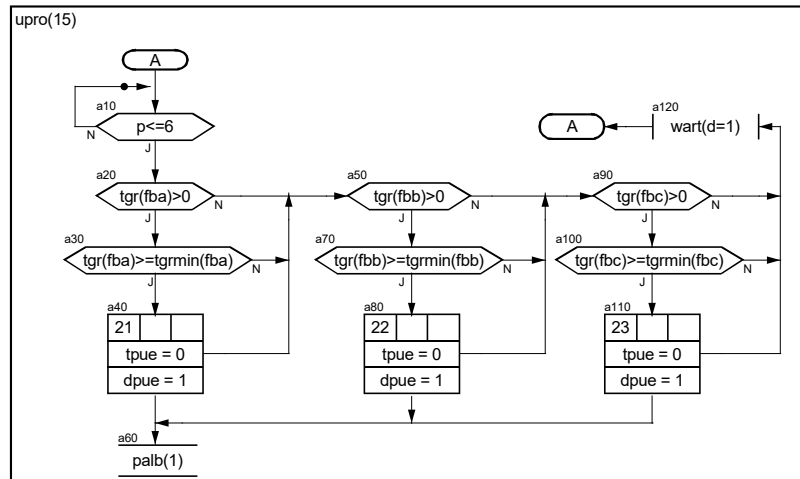 upro(15)
A
a10
p<=6
N
J
a20
tgr(fba)>0
N
J
a30
tgr(fba)>=tgrmin(fba)
N
J
a40
21
tpue = 0
dpue = 1
a60
palb(1)
a50
tgr(fbb)>0
N
J
a70
tgr(fbb)>=tgrmin(fbb)
N
J
a80
22
tpue = 0
dpue = 1
A
a120
wart(d=1)
a90
tgr(fbc)>0
N
J
a100
tgr(fbc)>=tgrmin(fbc)
N
J
a110
23
tpue = 0
dpue = 1